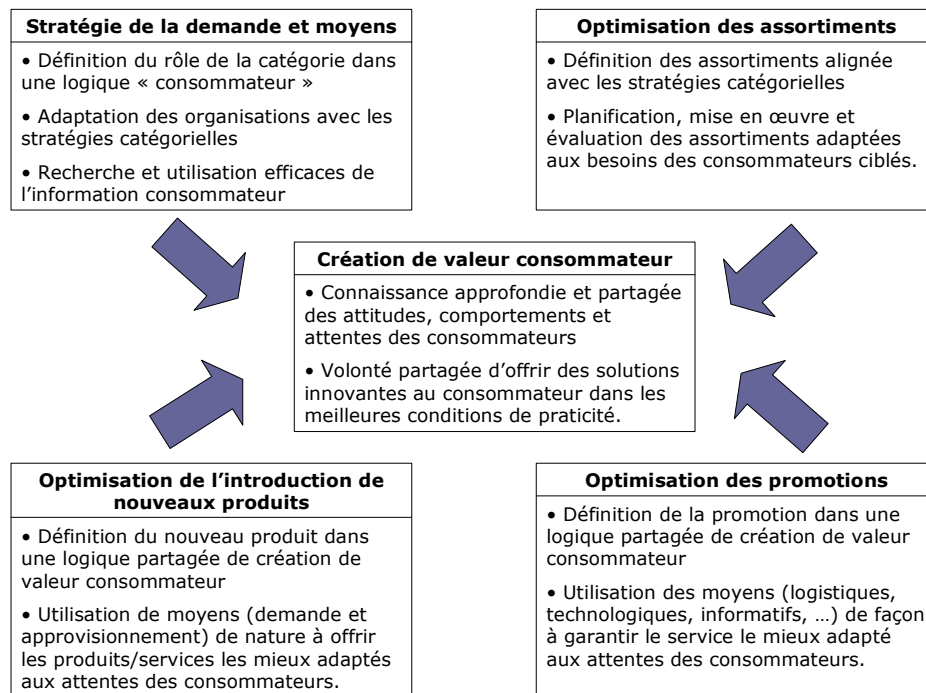 Stratégie de la demande et moyens
• Définition du rôle de la catégorie dans
une logique « consommateur »
• Adaptation des organisations avec les
stratégies catégorielles
• Recherche et utilisation efficaces de
l’information consommateur
Optimisation des assortiments
• Définition des assortiments alignée
avec les stratégies catégorielles
• Planification, mise en œuvre et
évaluation des assortiments adaptées
aux besoins des consommateurs ciblés.
Création de valeur consommateur
• Connaissance approfondie et partagée
des attitudes, comportements et
attentes des consommateurs
• Volonté partagée d’offrir des solutions
innovantes au consommateur dans les
meilleures conditions de praticité.
Optimisation de l’introduction de
nouveaux produits
• Définition du nouveau produit dans
une logique partagée de création de
valeur consommateur
• Utilisation de moyens (demande et
approvisionnement) de nature à offrir
les produits/services les mieux adaptés
aux attentes des consommateurs.
Optimisation des promotions
• Définition de la promotion dans une
logique partagée de création de valeur
consommateur
• Utilisation des moyens (logistiques,
technologiques, informatifs, …) de façon
à garantir le service le mieux adapté
aux attentes des consommateurs.